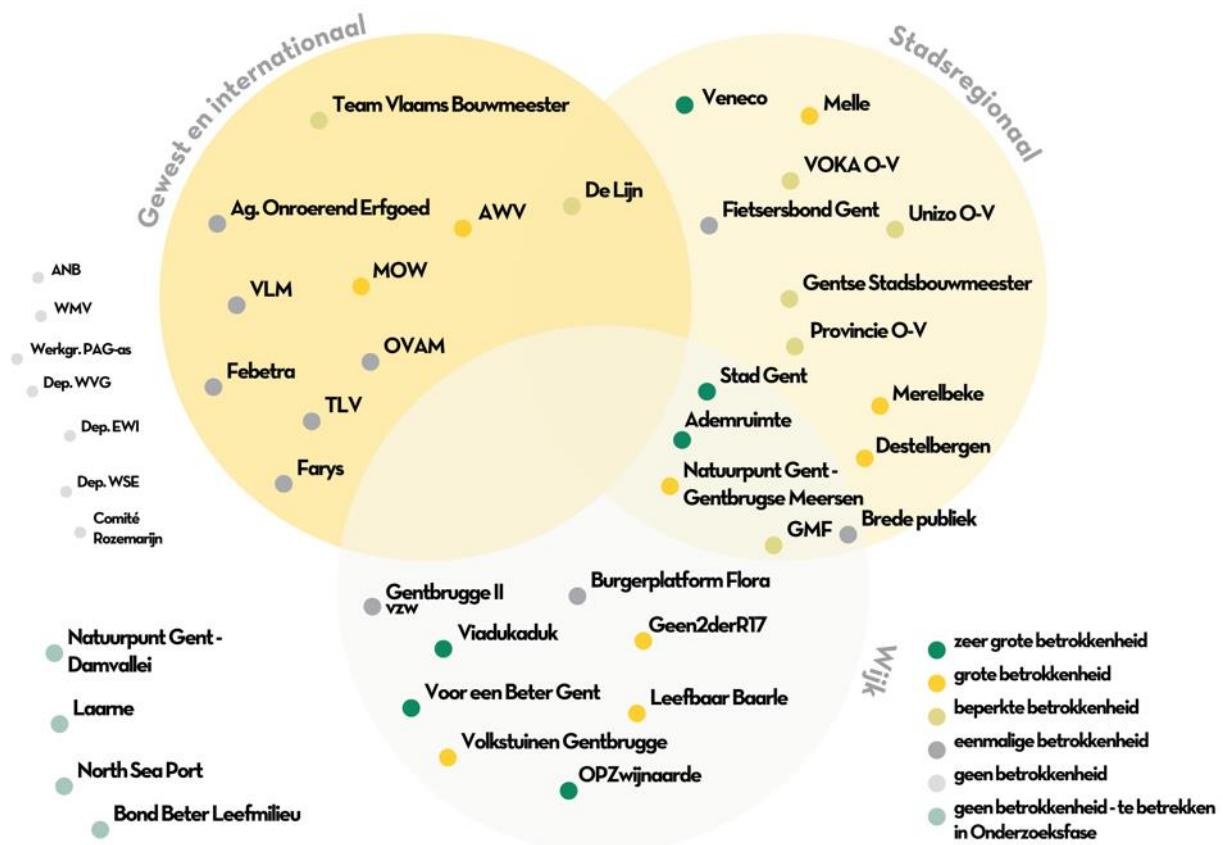 Gewest en internationaal
Stadsregionaal
Team Vlaams Bouwmeester
Veneco
Melle
VOKA O-V
De Lijn
Ag. Onroerend Erfgoed
AWV
Fietsersbond Gent
Unizo O-V
ANB
MOW
VLM
Gentse Stadsbouwmeester
WMV
Provincie O-V
Werkgr. PAG-as
OVAM
Dep. WVG
Febetra
Stad Gent
Merelbeke
TLV
Ademruimte
Dep. EWI
Destelbergen
Farys
Natuurpunt Gent -
Gentbrugse Meersen
Dep. WSE
Comité
Rozemarijn
GMF
Brede publiek
Gentbrugge II
vzw
Burgerplatform Flora
Viadukaduk
Geen2derR17
Natuurpunt Gent -
Damvallei
Wijk
Voor een Beter Gent
Leefbaar Baarle
Laarne
Volkstuinen Gentbrugge
North Sea Port
OPZwijnaarde
Bond Beter Leefmilieu
zeer grote betrokkenheid
grote betrokkenheid
beperkte betrokkenheid
eenmalige betrokkenheid
geen betrokkenheid
geen betrokkenheid - te betrekken
in Onderzoeksfase